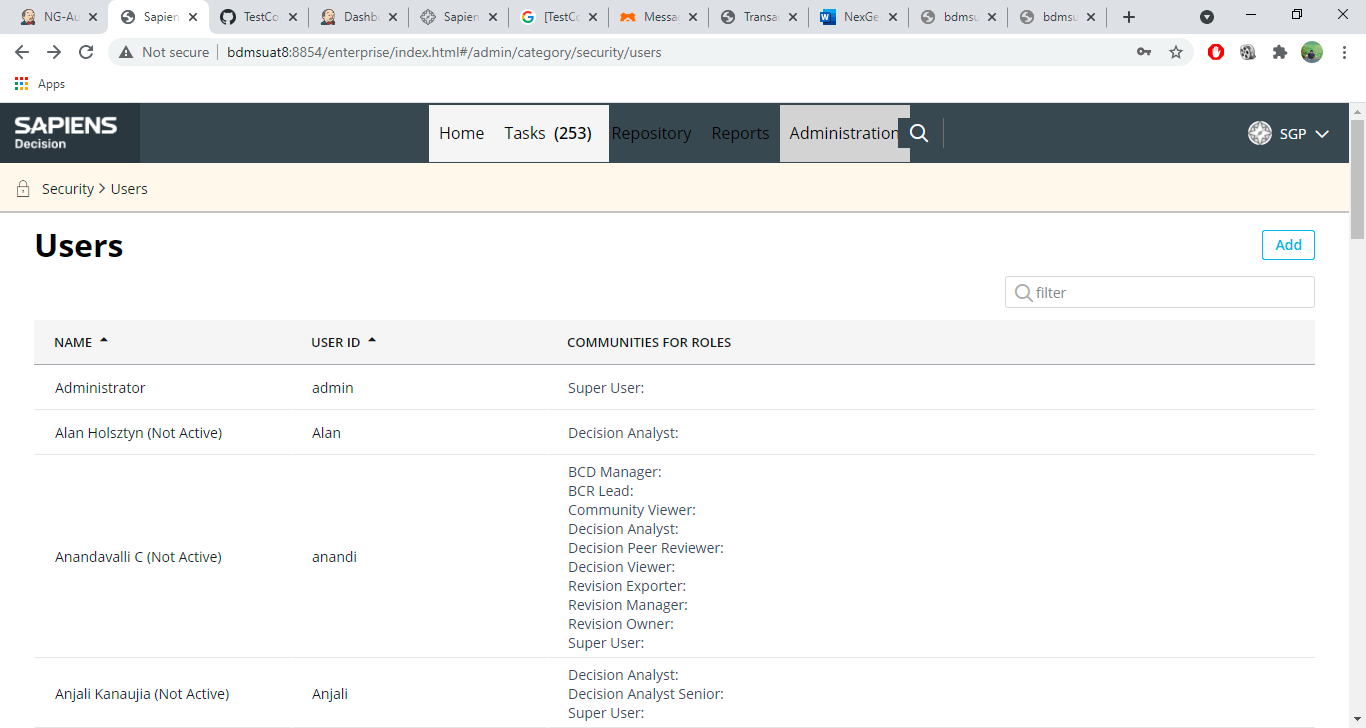 NG-Au
Sapien
TestCo
Dashb
Sapien
[TestCo
Messa
Transa
NexGe
bdmsu
bdmsu
Not secure
bdmsuat8:8854/enterprise/index.html#/admin/category/security/users
Apps
SAPIENS
Decision
Home Tasks (253) Repository Reports Administration
SGP
Security > Users
Users
Add
filter
NAME USER ID COMMUNITIES FOR ROLES
Administrator admin Super User:
Alan Holsztyn (Not Active) Alan Decision Analyst:
BCD Manager:
BCR Lead:
Community Viewer:
Decision Analyst:
Decision Peer Reviewer:
Anandavalli C (Not Active) anandi
Decision Viewer:
Revision Exporter:
Revision Manager:
Revision Owner:
Super User:
Decision Analyst:
Anjali Kanaujia (Not Active) Anjali Decision Analyst Senior:
Super User: